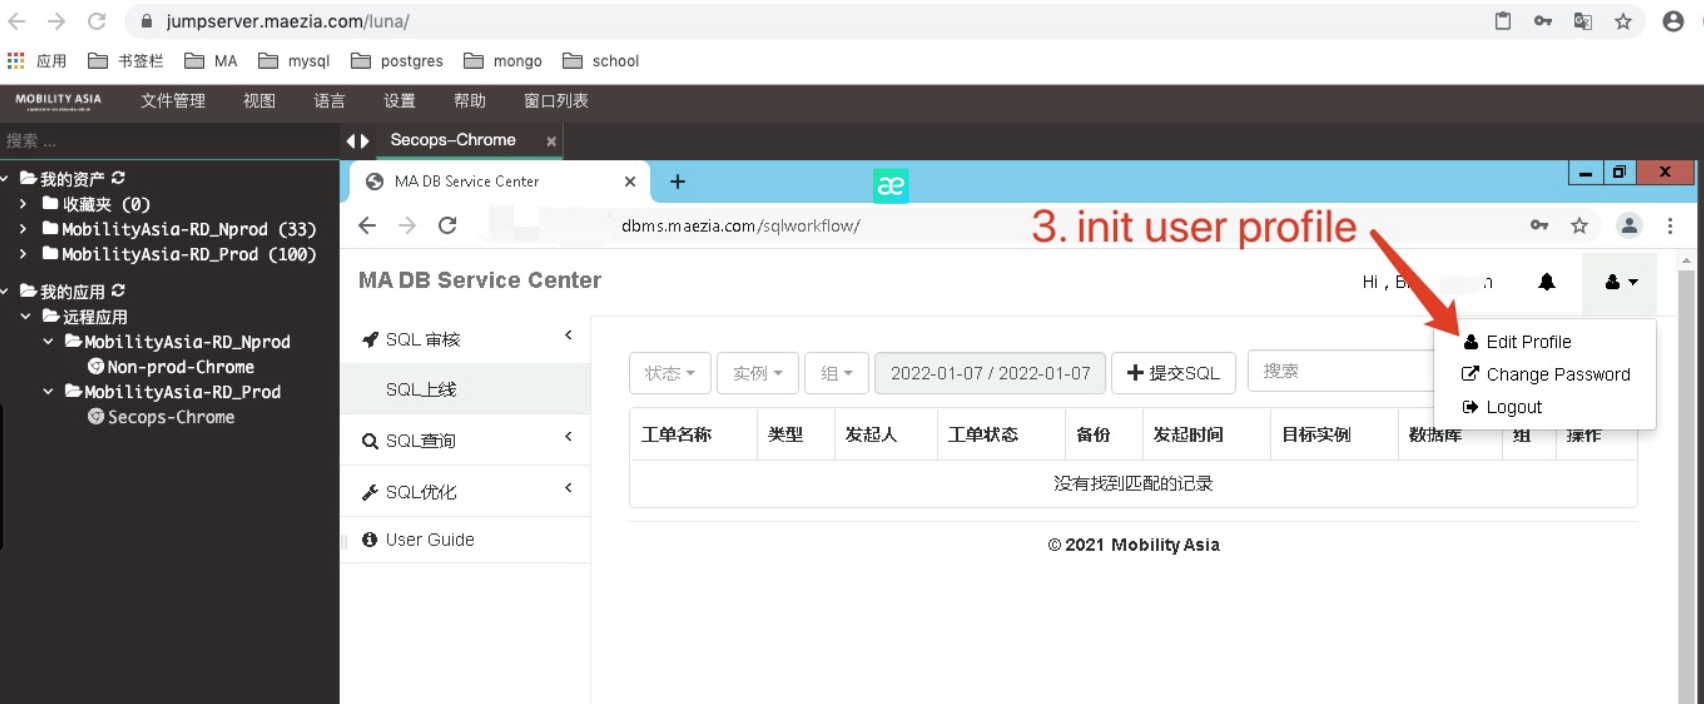 jumpserver.maezia.com/luna/
应用 书签栏 MA mysql postgres mongo school
MOBILITY ASIA 文件管理 视图 语言 设置 帮助 窗口列表
搜索 ...
我的资产
收藏夹 (0)
MobilityAsia-RD_Nprod (33)
MobilityAsia-RD_Prod (100)
我的应用
远程应用
MobilityAsia-RD_Nprod
Non-prod-Chrome
MobilityAsia-RD_Prod
Secops-Chrome
Secops-Chrome
MA DB Service Center
æ
dbms.maezia.com/sqlworkflow/
3. init user profile
MA DB Service Center
Hi ,
Edit Profile
Change Password
Logout
SQL 审核
SQL上线
SQL查询
SQL优化
User Guide
状态 实例 组 2022-01-07 / 2022-01-07 提交SQL 搜索
工单名称 类型 发起人 工单状态 备份 发起时间 目标实例 数据库 组 操作
没有找到匹配的记录
© 2021 Mobility Asia